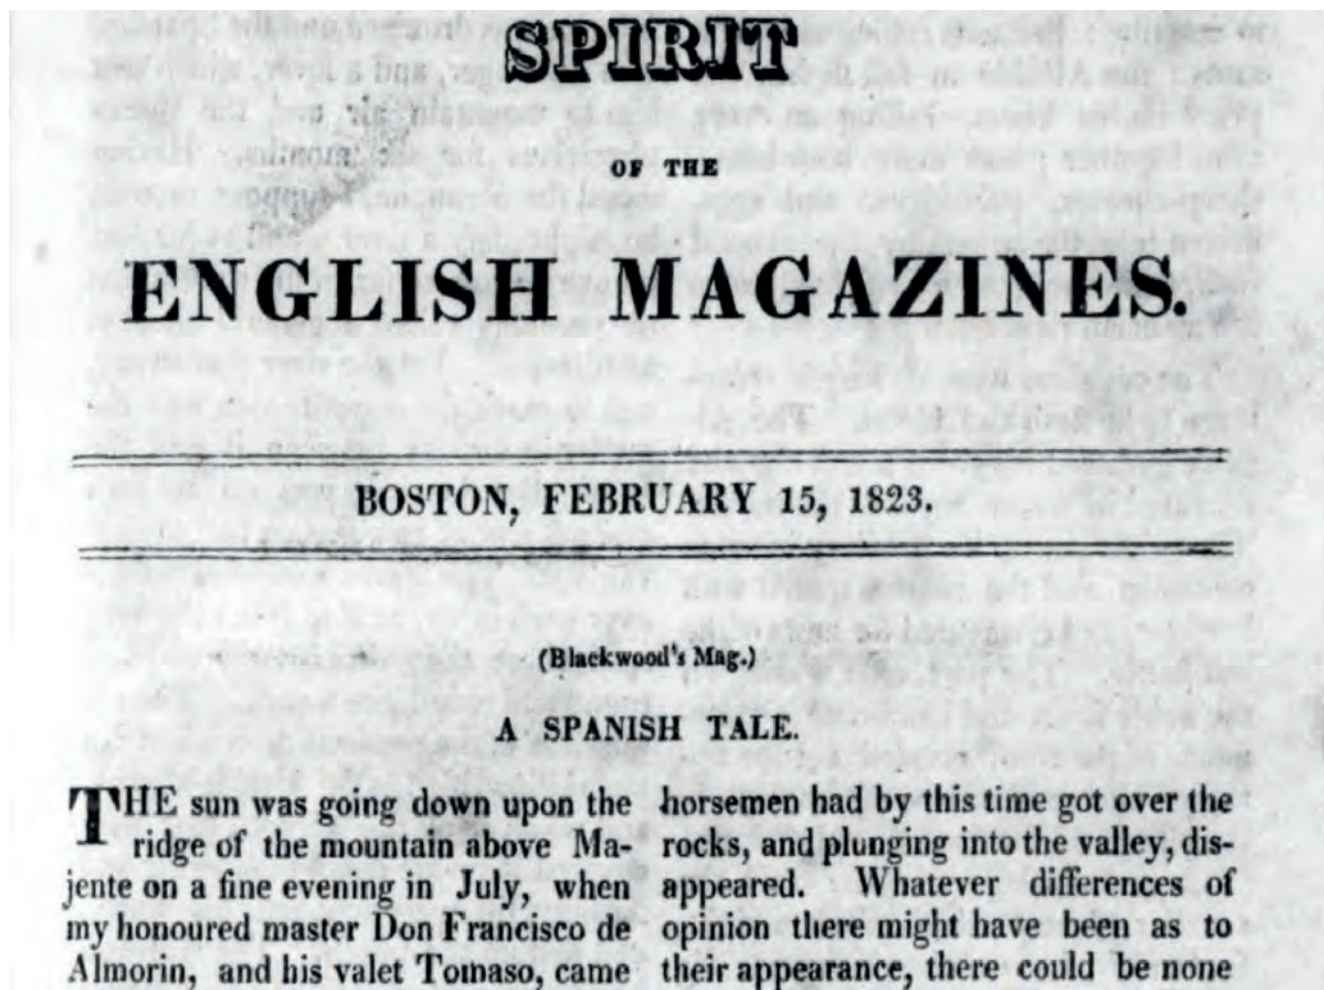 SPIRIT
OF THE
ENGLISH MAGAZINES.
BOSTON, FEBRUARY 15, 1823.
(Blackwood's Mag.)
A SPANISH TALE.
THE sun was going down upon the
ridge of the mountain above Ma-
jente on a fine evening in July, when
my honoured master Don Francisco de
Almorin, and his valet Tomaso, came
horsemen had by this time got over the
rocks, and plunging into the valley, dis-
appeared. Whatever differences of
opinion there might have been as to
their appearance, there could be none